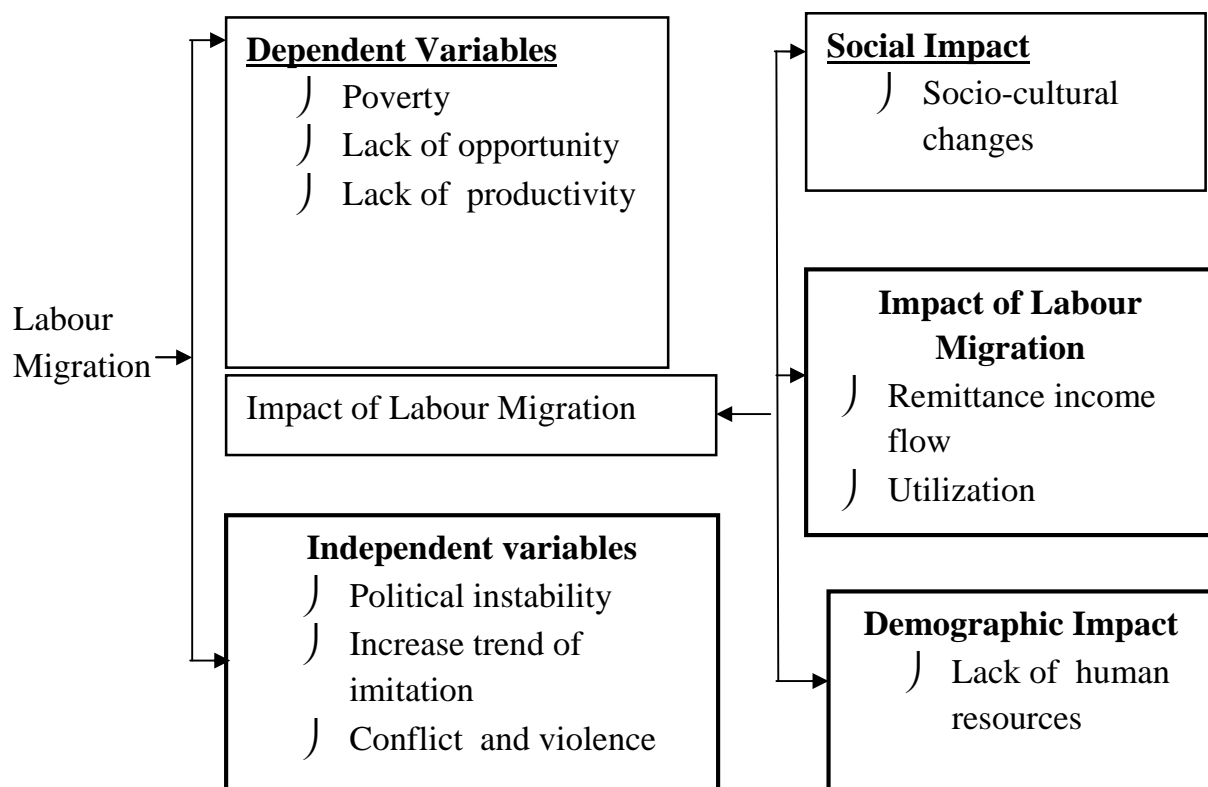 Labour
Migration
Dependent Variables
Poverty
Lack of opportunity
Lack of productivity
Impact of Labour Migration
Independent variables
Political instability
Increase trend of
imitation
Conflict and violence
Social Impact
Socio-cultural
changes
Impact of Labour
Migration
Remittance income
flow
Utilization
Demographic Impact
Lack of human
resources